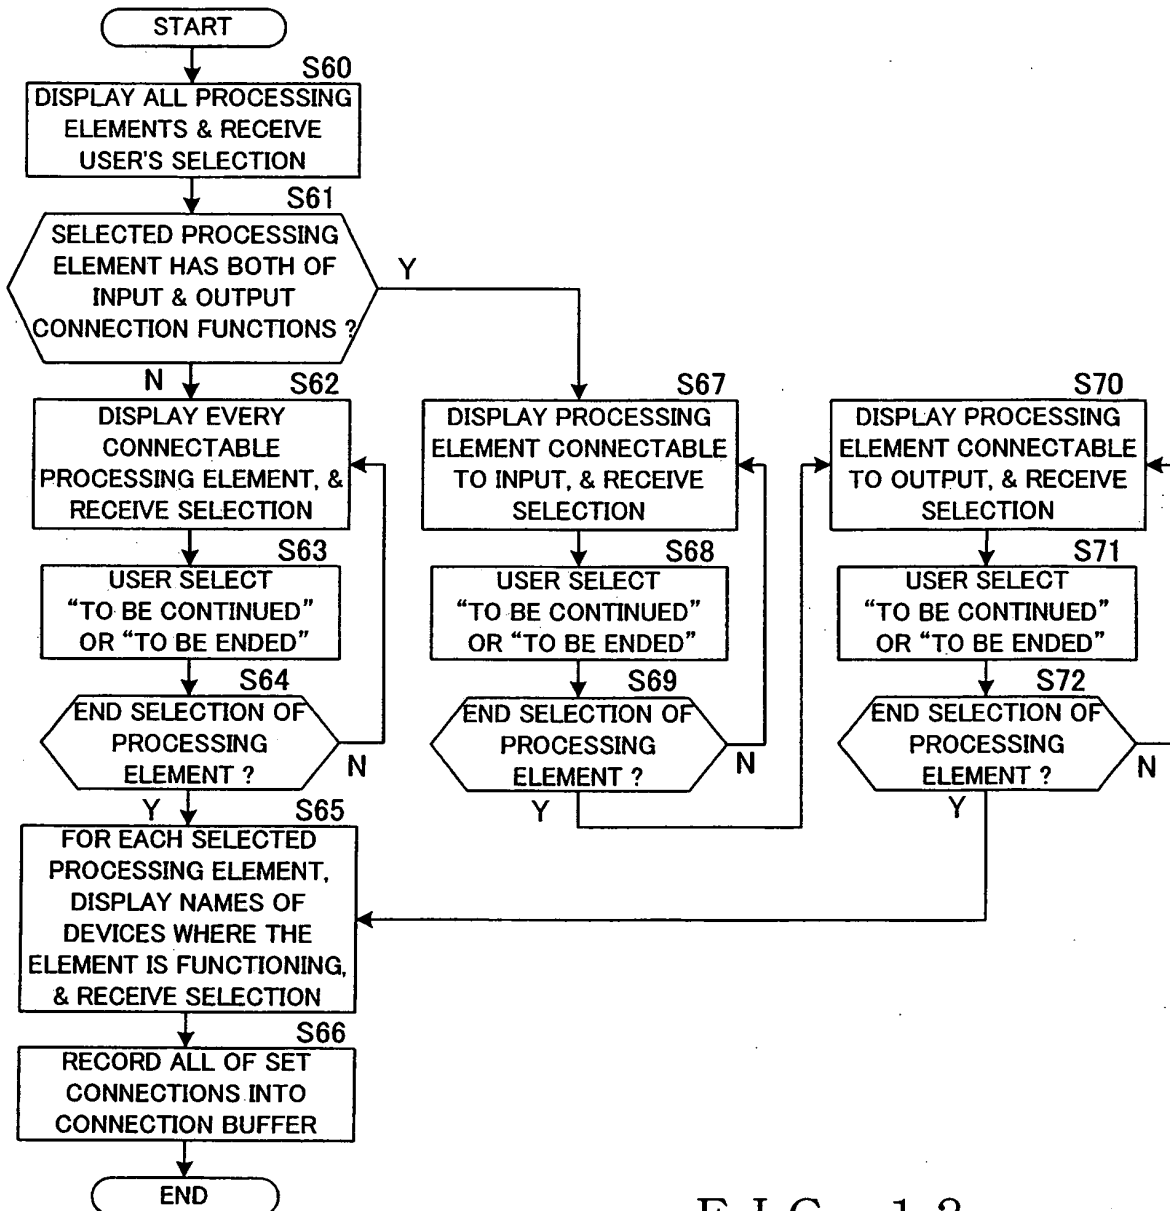 START
S60
DISPLAY ALL PROCESSING
ELEMENTS & RECEIVE
USER'S SELECTION
S61
SELECTED PROCESSING
ELEMENT HAS BOTH OF
INPUT & OUTPUT
CONNECTION FUNCTIONS ?
Y
N
S62
DISPLAY EVERY
CONNECTABLE
PROCESSING ELEMENT, &
RECEIVE SELECTION
S63
USER SELECT
“TO BE CONTINUED”
OR “TO BE ENDED”
S64
END SELECTION OF
PROCESSING
ELEMENT ?
N
Y
S65
FOR EACH SELECTED
PROCESSING ELEMENT,
DISPLAY NAMES OF
DEVICES WHERE THE
ELEMENT IS FUNCTIONING,
& RECEIVE SELECTION
S66
RECORD ALL OF SET
CONNECTIONS INTO
CONNECTION BUFFER
END
S67
DISPLAY PROCESSING
ELEMENT CONNECTABLE
TO INPUT, & RECEIVE
SELECTION
S68
USER SELECT
“TO BE CONTINUED”
OR “TO BE ENDED”
S69
END SELECTION OF
PROCESSING
ELEMENT ?
N
Y
S70
DISPLAY PROCESSING
ELEMENT CONNECTABLE
TO OUTPUT, & RECEIVE
SELECTION
S71
USER SELECT
“TO BE CONTINUED”
OR “TO BE ENDED”
S72
END SELECTION OF
PROCESSING
ELEMENT ?
N
Y